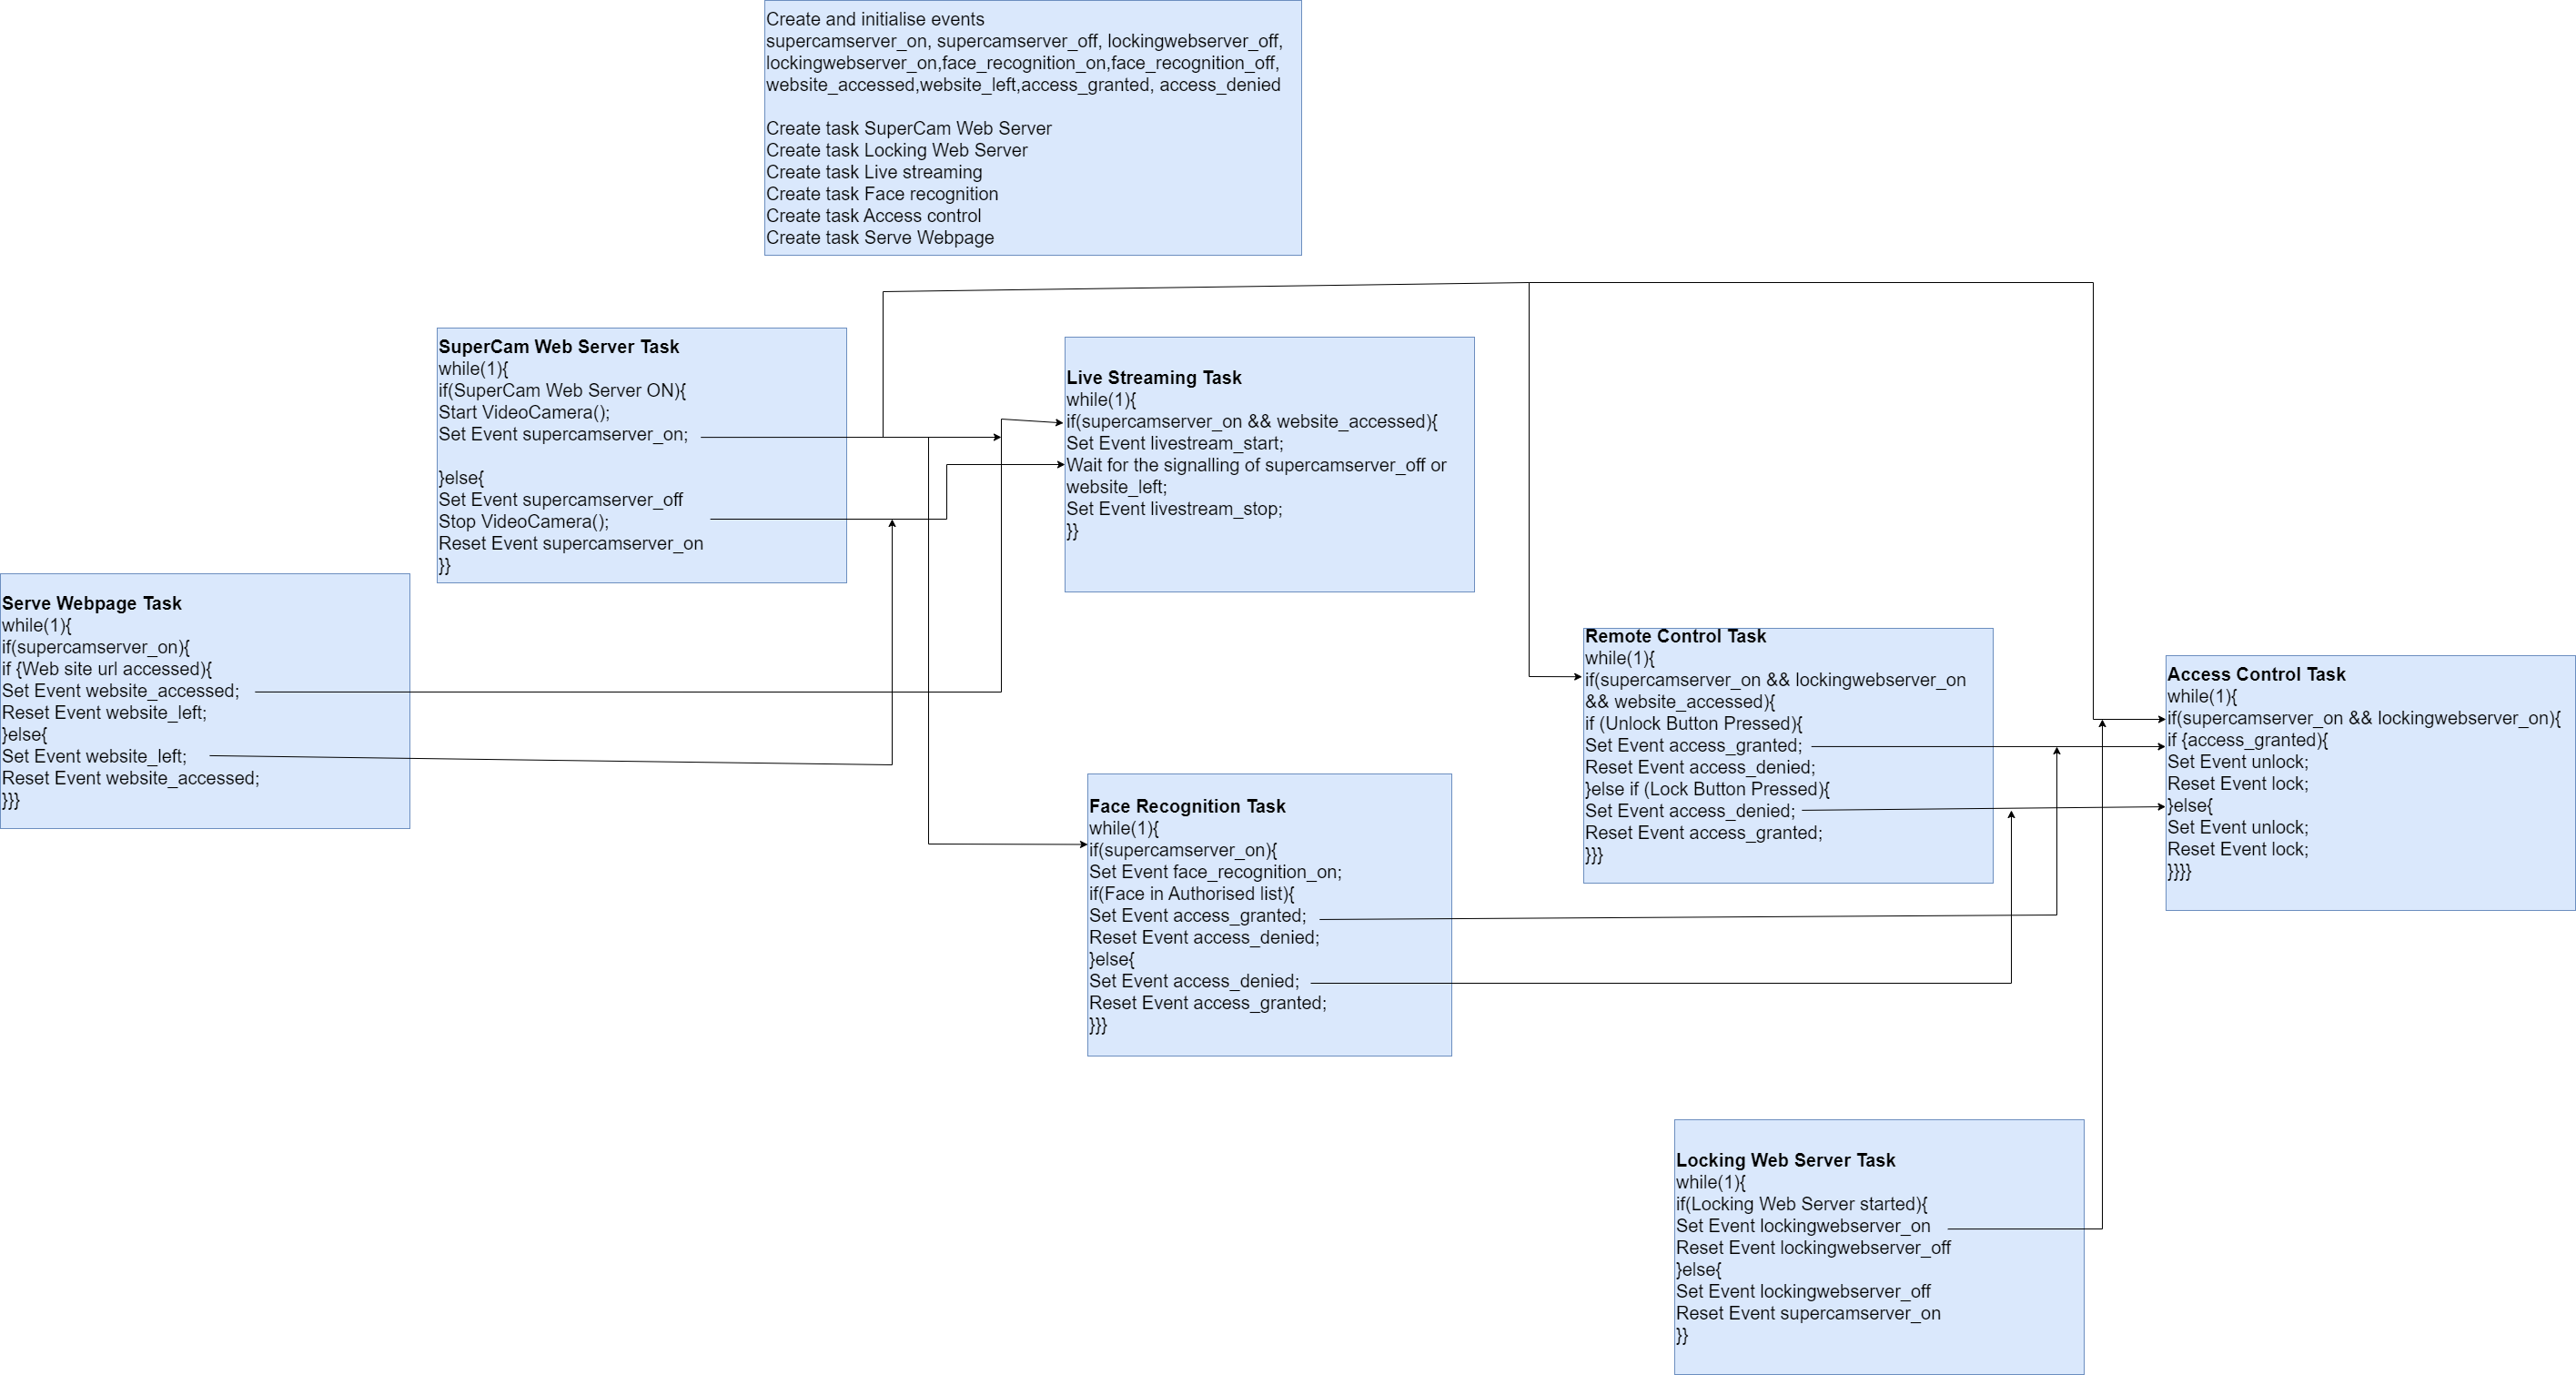 Create and initialise events
supercamserver_on, supercamserver_off, lockingwebserver_off,
lockingwebserver_on,face_recognition_on,face_recognition_off,
website_accessed,website_left,access_granted, access_denied
Create task SuperCam Web Server
Create task Locking Web Server
Create task Live streaming
Create task Face recognition
Create task Access control
Create task Serve Webpage
SuperCam Web Server Task
while(1){
if(SuperCam Web Server ON){
Start VideoCamera();
Set Event supercamserver_on;
}else{
Set Event supercamserver_off
Stop VideoCamera();
Reset Event supercamserver_on
}}
Live Streaming Task
while(1){
if(supercamserver_on && website_accessed){
Set Event livestream_start;
Wait for the signalling of supercamserver_off or
website_left;
Set Event livestream_stop;
}}
Serve Webpage Task
while(1){
if(supercamserver_on){
if {Web site url accessed){
Set Event website_accessed;
Reset Event website_left;
}else{
Set Event website_left;
Reset Event website_accessed;
}}}
Remote Control Task
while(1){
if(supercamserver_on && lockingwebserver_on
&& website_accessed){
if (Unlock Button Pressed){
Set Event access_granted;
Reset Event access_denied;
}else if (Lock Button Pressed){
Set Event access_denied;
Reset Event access_granted;
}}}
Access Control Task
while(1){
if(supercamserver_on && lockingwebserver_on){
if {access_granted){
Set Event unlock;
Reset Event lock;
}else{
Set Event unlock;
Reset Event lock;
}}}}
Face Recognition Task
while(1){
if(supercamserver_on){
Set Event face_recognition_on;
if(Face in Authorised list){
Set Event access_granted;
Reset Event access_denied;
}else{
Set Event access_denied;
Reset Event access_granted;
}}}
Locking Web Server Task
while(1){
if(Locking Web Server started){
Set Event lockingwebserver_on
Reset Event lockingwebserver_off
}else{
Set Event lockingwebserver_off
Reset Event supercamserver_on
}}